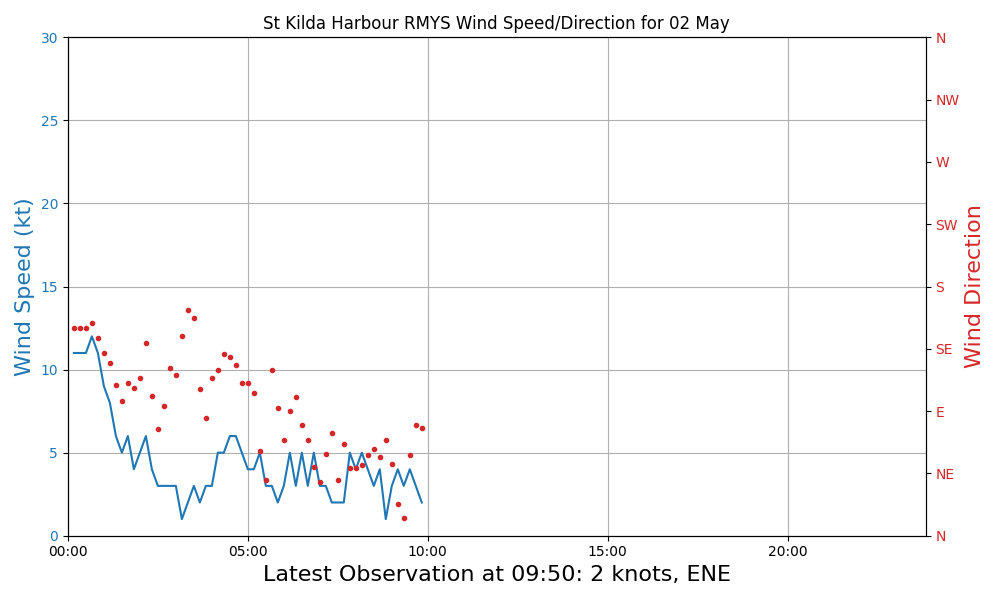 St Kilda Harbour RMYS Wind Speed/Direction for 02 May
30
25
20
15
10
5
0
Wind Speed (kt)
N
NW
W
SW
S
SE
E
NE
N
Wind Direction
00:00
05:00
10:00
15:00
20:00
Latest Observation at 09:50: 2 knots, ENE